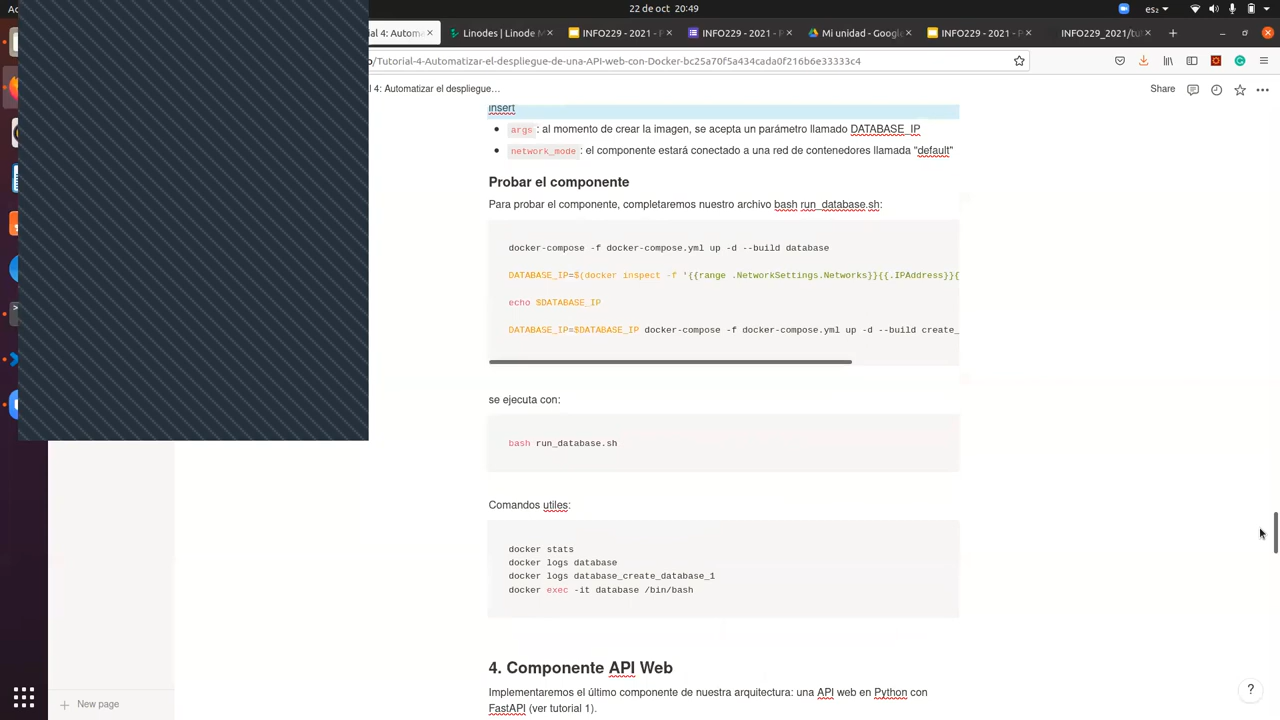 22 de oct 20:49
es₂
ial 4: Autom
Linodes | Linode M
INFO229 - 2021 - P
INFO229 - 2021 - P
Mi unidad - Google
INFO229 - 2021 - P
INFO229_2021/tut
/Tutorial-4-Automatizar-el-despliegue-de-una-API-web-con-Docker-bc25a70f5a434cada0f216b6e33333c4
4: Automatizar el despliegue…
Share
insert
args : al momento de crear la imagen, se acepta un parámetro llamado DATABASE_IP
network_mode : el componente estará conectado a una red de contenedores llamada "default"
Probar el componente
Para probar el componente, completaremos nuestro archivo bash run_database.sh:
docker-compose -f docker-compose.yml up -d --build database
DATABASE_IP=$(docker inspect -f '{{range .NetworkSettings.Networks}}{{.IPAddress}}{
echo $DATABASE_IP
DATABASE_IP=$DATABASE_IP docker-compose -f docker-compose.yml up -d --build create_
se ejecuta con:
bash run_database.sh
Comandos utiles:
docker stats
docker logs database
docker logs database_create_database_1
docker exec -it database /bin/bash
4. Componente API Web
Implementaremos el último componente de nuestra arquitectura: una API web en Python con
FastAPI (ver tutorial 1).
New page
?